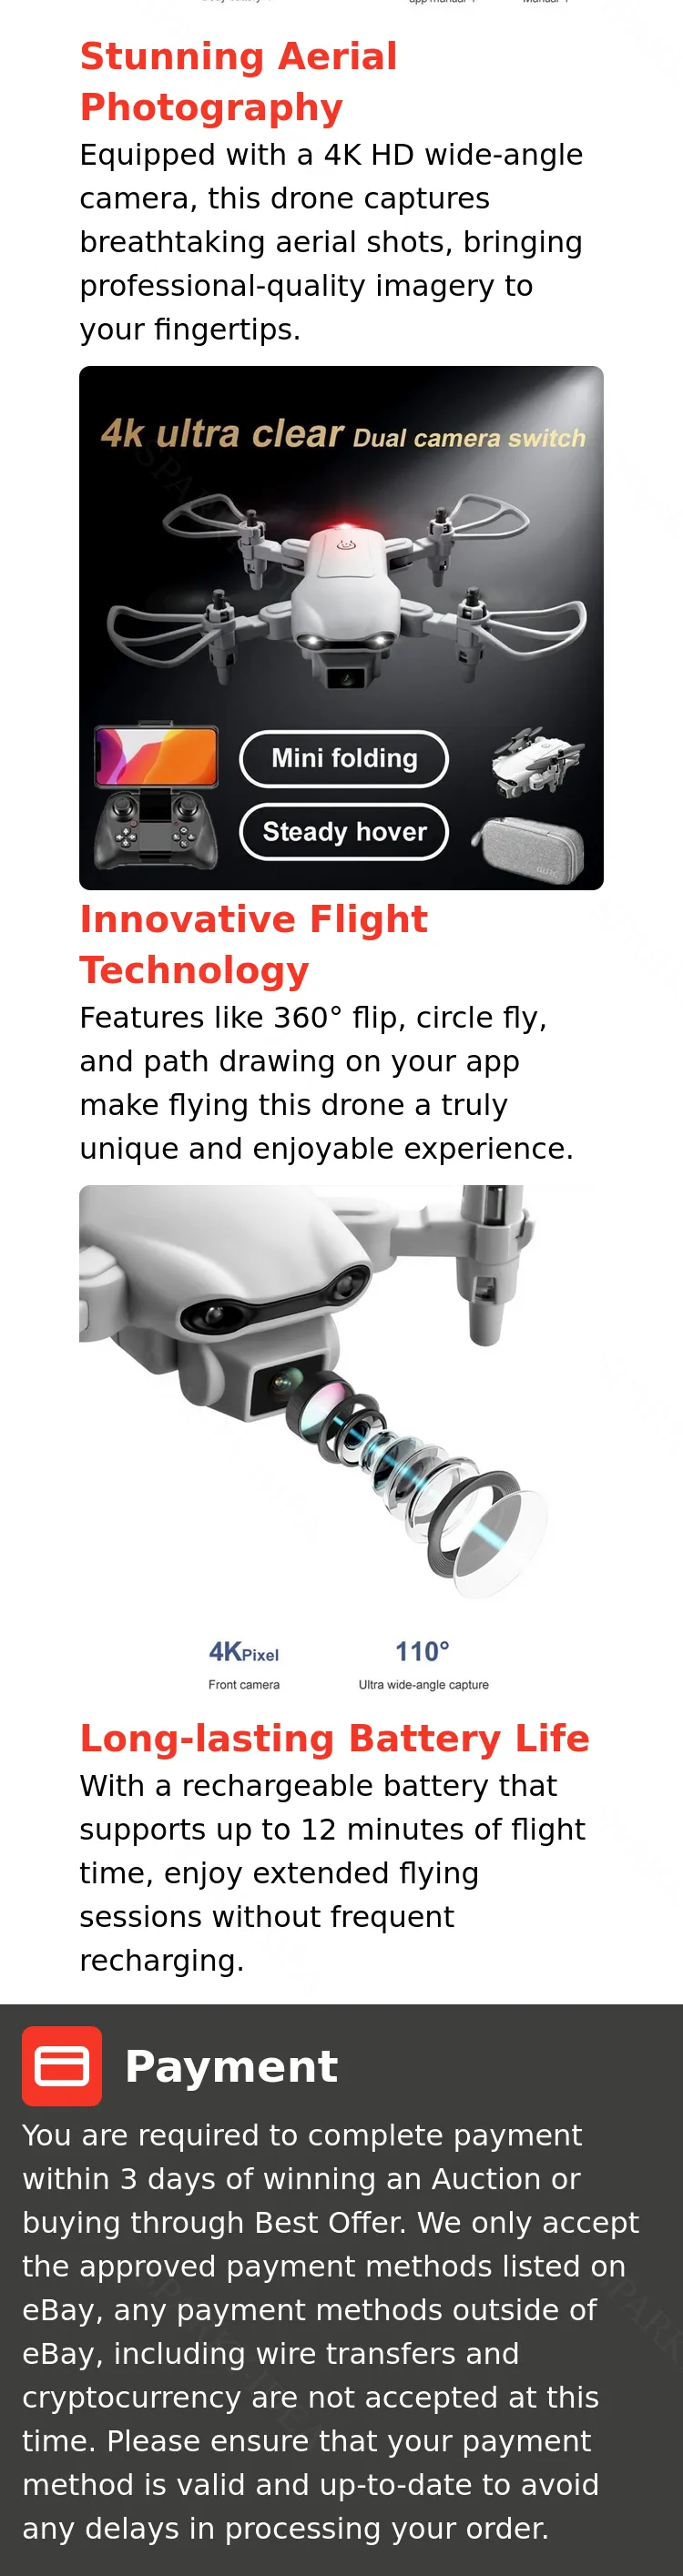 Stunning Aerial
Photography
Equipped with a 4K HD wide-angle
camera, this drone captures
breathtaking aerial shots, bringing
professional-quality imagery to
your fingertips.
4k ultra clear Dual camera switch
Mini folding
Steady hover
Innovative Flight
Technology
Features like 360° flip, circle fly,
and path drawing on your app
make flying this drone a truly
unique and enjoyable experience.
4KPixel 110°
Front camera Ultra wide-angle capture
Long-lasting Battery Life
With a rechargeable battery that
supports up to 12 minutes of flight
time, enjoy extended flying
sessions without frequent
recharging.
Payment
You are required to complete payment
within 3 days of winning an Auction or
buying through Best Offer. We only accept
the approved payment methods listed on
eBay, any payment methods outside of
eBay, including wire transfers and
cryptocurrency are not accepted at this
time. Please ensure that your payment
method is valid and up-to-date to avoid
any delays in processing your order.